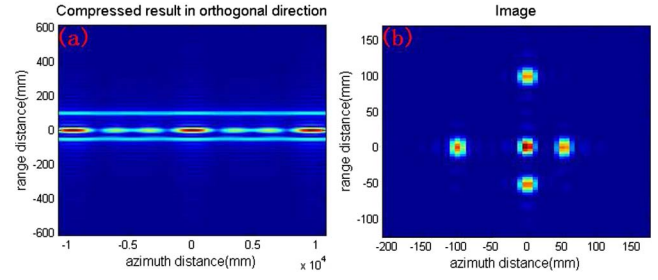 Compressed result in orthogonal direction
(a)
range distance(mm)
600
400
200
0
-200
-400
-600
-1 -0.5 0 0.5 1
x 10⁴
azimuth distance(mm)
Image
(b)
range distance(mm)
150
100
50
0
-50
-100
-200 -150 -100 -50 0 50 100 150
azimuth distance(mm)